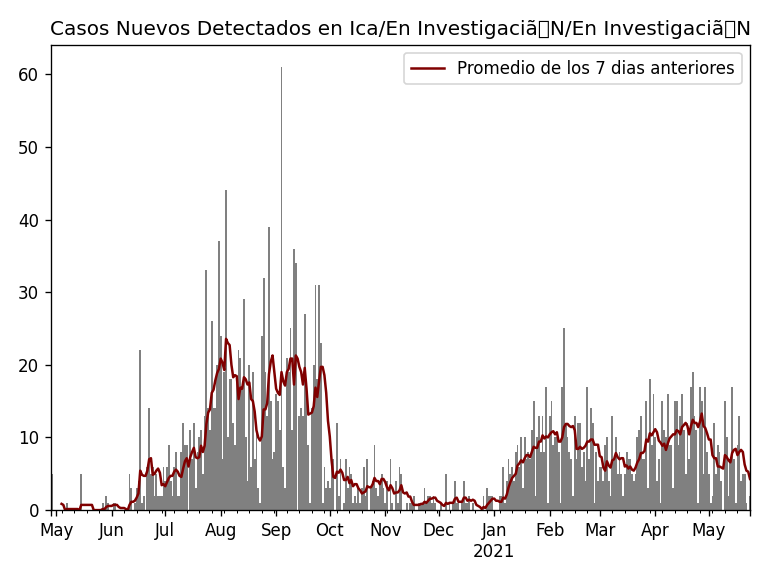 Casos Nuevos Detectados en Ica/En Investigaciã▯N/En Investigaciã▯N
Promedio de los 7 dias anteriores
60
50
40
30
20
10
0
May Jun Jul Aug Sep Oct Nov Dec Jan Feb Mar Apr May
2021